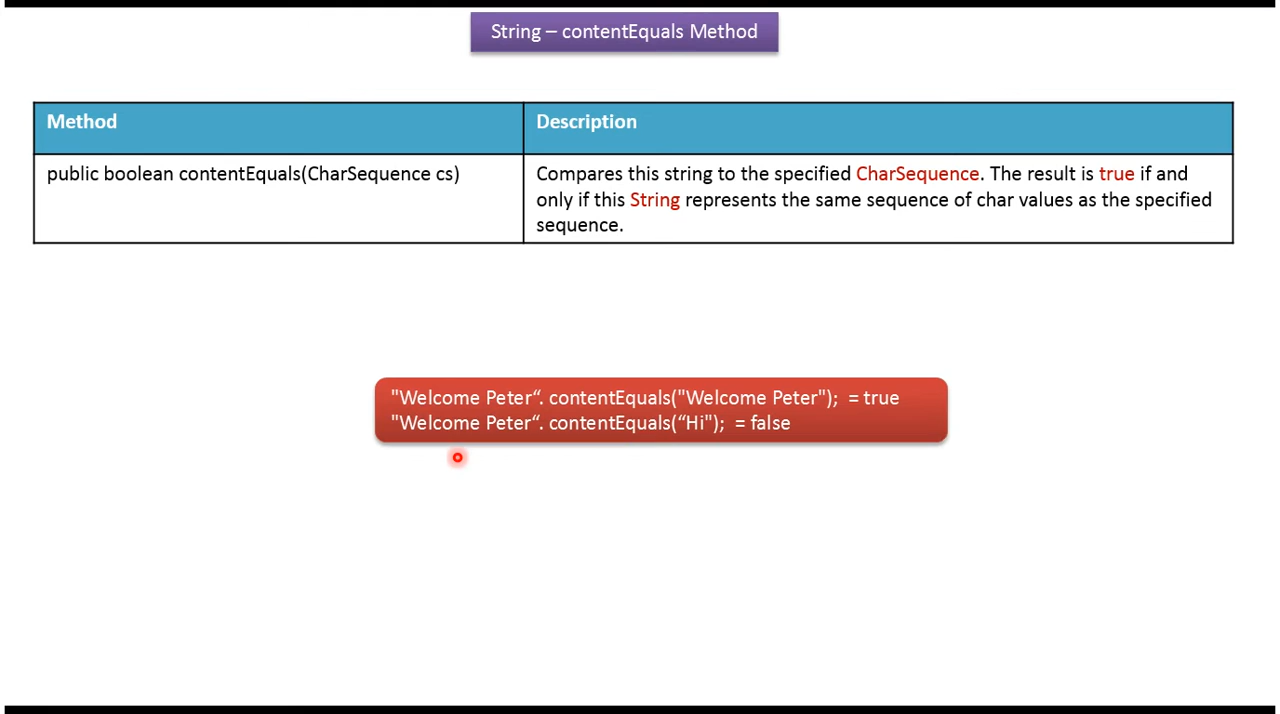 String – contentEquals Method
Method
Description
public boolean contentEquals(CharSequence cs)
Compares this string to the specified CharSequence. The result is true if and
only if this String represents the same sequence of char values as the specified
sequence.
"Welcome Peter“. contentEquals("Welcome Peter");  = true
"Welcome Peter“. contentEquals(“Hi");  = false